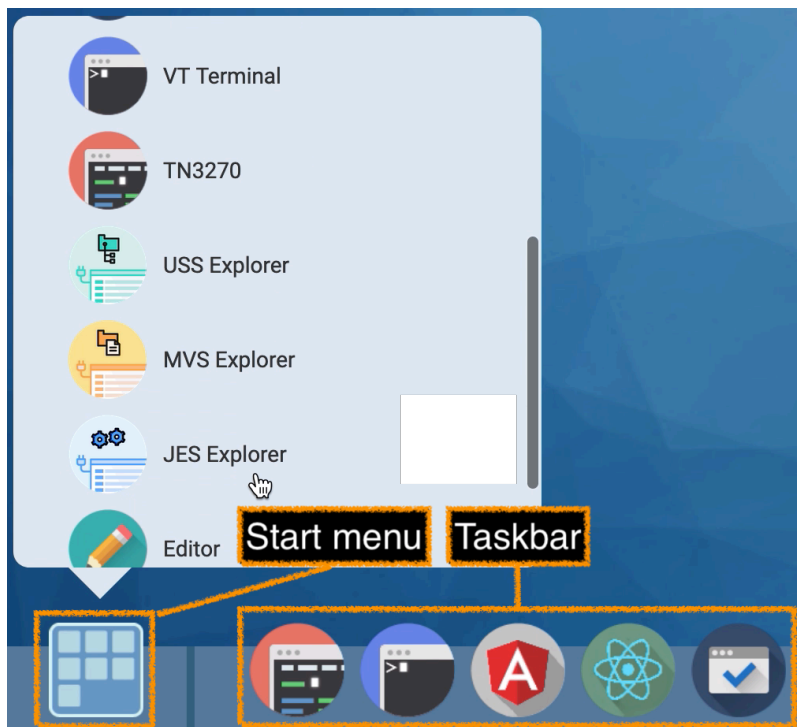 VT Terminal
TN3270
USS Explorer
MVS Explorer
JES Explorer
Editor
Start menu
Taskbar